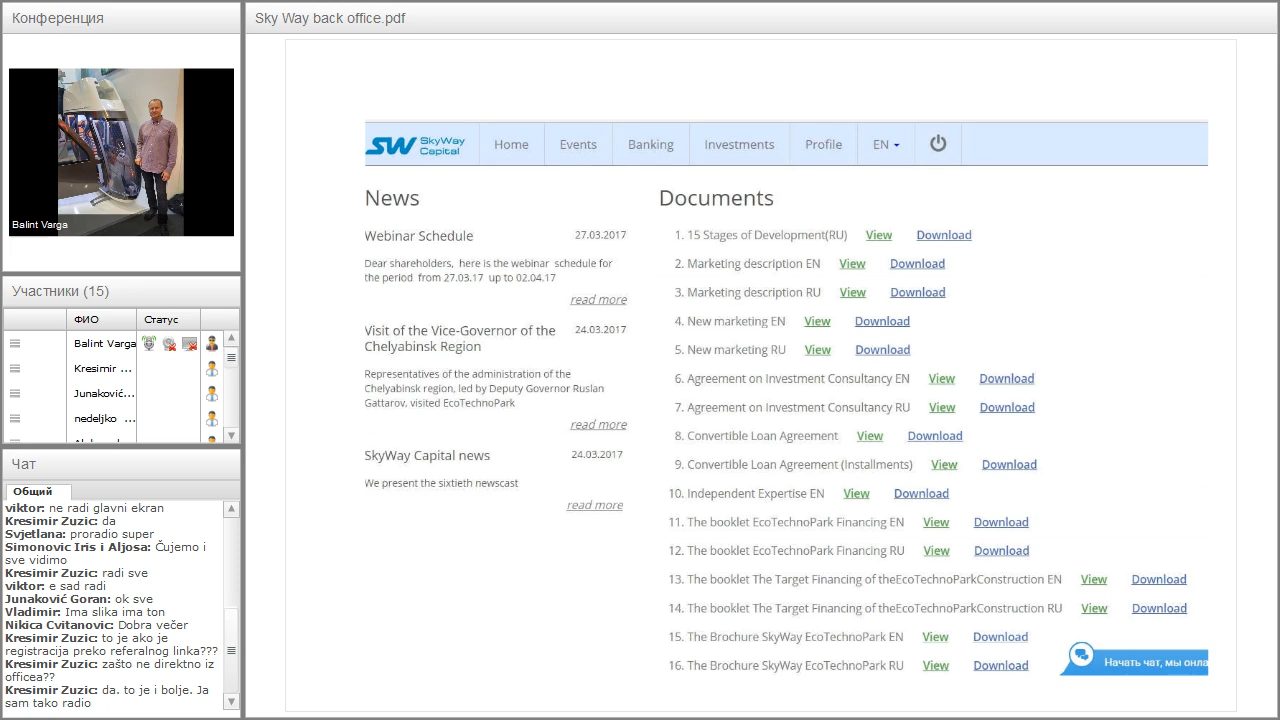 Конференция
Balint Varga
Участники (15)
ФИО
Статус
Balint Varga
Kresimir ...
Junaković...
nedeljko ...
Чат
Общий
viktor: ne radi glavni ekran
Kresimir Zuzic: da
Svjetlana: proradio super
Simonovic Iris i Aljosa: Čujemo i
sve vidimo
Kresimir Zuzic: radi sve
viktor: e sad radi
Junaković Goran: ok sve
Vladimir: Ima slika ima ton
Nikica Cvitanovic: Dobra večer
Kresimir Zuzic: to je ako je
registracija preko referalnog linka???
Kresimir Zuzic: zašto ne direktno iz
officea??
Kresimir Zuzic: da. to je i bolje. Ja
sam tako radio
Sky Way back office.pdf
SW SkyWay
Capital
Home
Events
Banking
Investments
Profile
EN
News
Webinar Schedule 27.03.2017
Dear shareholders, here is the webinar schedule for
the period from 27.03.17 up to 02.04.17
read more
Visit of the Vice-Governor of the 24.03.2017
Chelyabinsk Region
Representatives of the administration of the
Chelyabinsk region, led by Deputy Governor Ruslan
Gattarov, visited EcoTechnoPark
read more
SkyWay Capital news 24.03.2017
We present the sixtieth newscast
read more
Documents
1. 15 Stages of Development(RU) View Download
2. Marketing description EN View Download
3. Marketing description RU View Download
4. New marketing EN View Download
5. New marketing RU View Download
6. Agreement on Investment Consultancy EN View Download
7. Agreement on Investment Consultancy RU View Download
8. Convertible Loan Agreement View Download
9. Convertible Loan Agreement (Installments) View Download
10. Independent Expertise EN View Download
11. The booklet EcoTechnoPark Financing EN View Download
12. The booklet EcoTechnoPark Financing RU View Download
13. The booklet The Target Financing of theEcoTechnoParkConstruction EN View Download
14. The booklet The Target Financing of theEcoTechnoParkConstruction RU View Download
15. The Brochure SkyWay EcoTechnoPark EN View Download
16. The Brochure SkyWay EcoTechnoPark RU View Download
Начать чат, мы онла